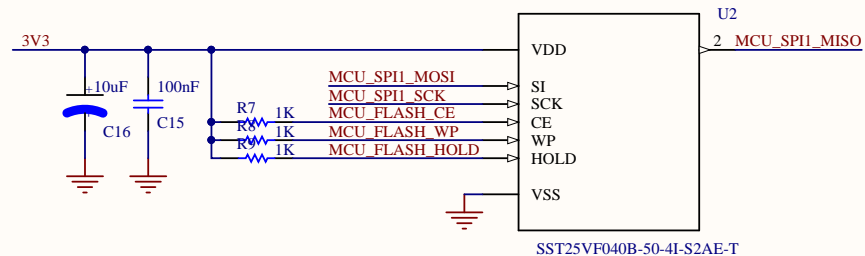 U2
3V3
VDD
2 MCU_SPI1_MISO
10uF
100nF
MCU_SPI1_MOSI
SI
MCU_SPI1_SCK
SCK
R7
1K
MCU_FLASH_CE
CE
C16
C15
R8
1K
MCU_FLASH_WP
WP
R9
1K
MCU_FLASH_HOLD
HOLD
VSS
SST25VF040B-50-4I-S2AE-T